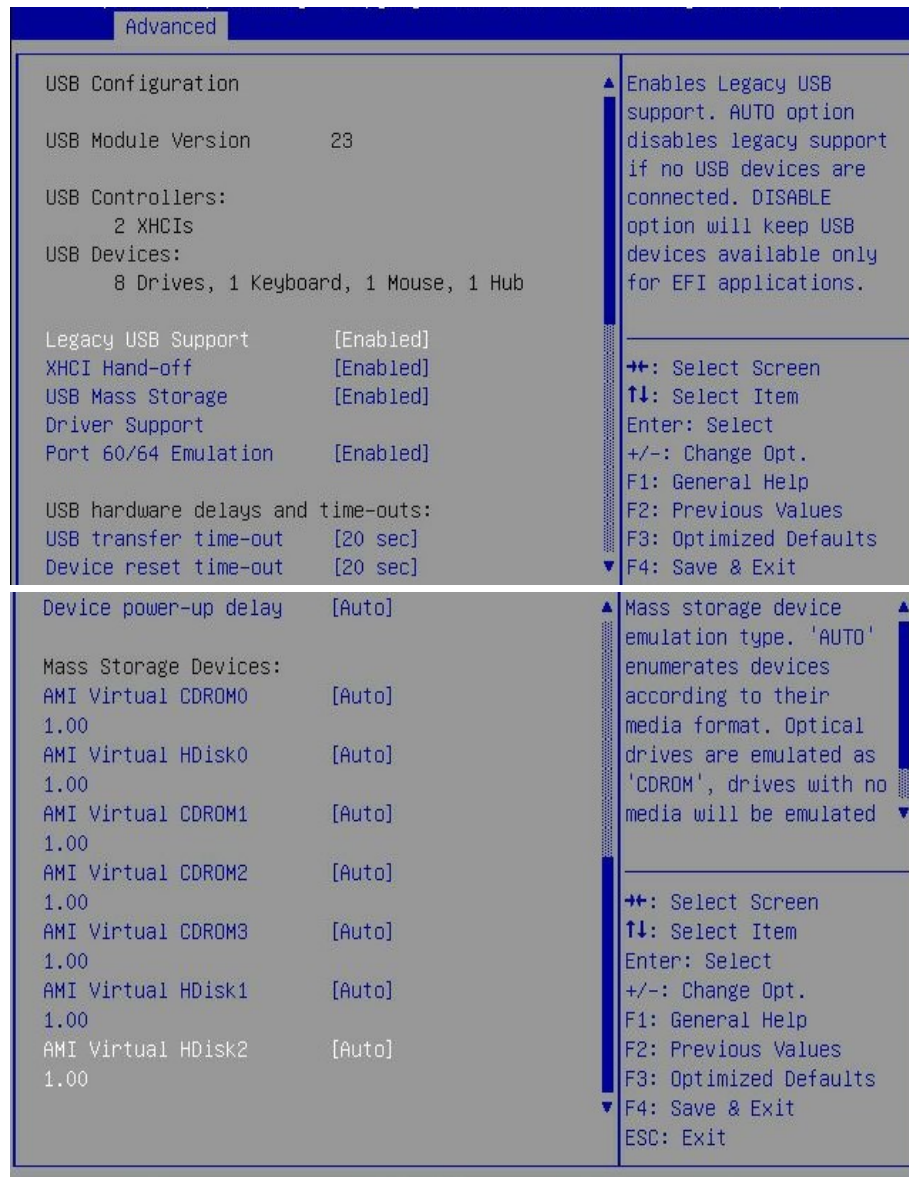 Advanced
USB Configuration
USB Module Version 23
USB Controllers:
2 XHCIs
USB Devices:
8 Drives, 1 Keyboard, 1 Mouse, 1 Hub
Legacy USB Support [Enabled]
XHCI Hand-off [Enabled]
USB Mass Storage [Enabled]
Driver Support
Port 60/64 Emulation [Enabled]
USB hardware delays and time-outs:
USB transfer time-out [20 sec]
Device reset time-out [20 sec]
Enables Legacy USB
support. AUTO option
disables legacy support
if no USB devices are
connected. DISABLE
option will keep USB
devices available only
for EFI applications.
→←: Select Screen
↑↓: Select Item
Enter: Select
+/-: Change Opt.
F1: General Help
F2: Previous Values
F3: Optimized Defaults
F4: Save & Exit
Device power-up delay [Auto]
Mass Storage Devices:
AMI Virtual CDROM0 [Auto]
1.00
AMI Virtual HDisk0 [Auto]
1.00
AMI Virtual CDROM1 [Auto]
1.00
AMI Virtual CDROM2 [Auto]
1.00
AMI Virtual CDROM3 [Auto]
1.00
AMI Virtual HDisk1 [Auto]
1.00
AMI Virtual HDisk2 [Auto]
1.00
Mass storage device
emulation type. 'AUTO'
enumerates devices
according to their
media format. Optical
drives are emulated as
'CDROM', drives with no
media will be emulated
→←: Select Screen
↑↓: Select Item
Enter: Select
+/-: Change Opt.
F1: General Help
F2: Previous Values
F3: Optimized Defaults
F4: Save & Exit
ESC: Exit